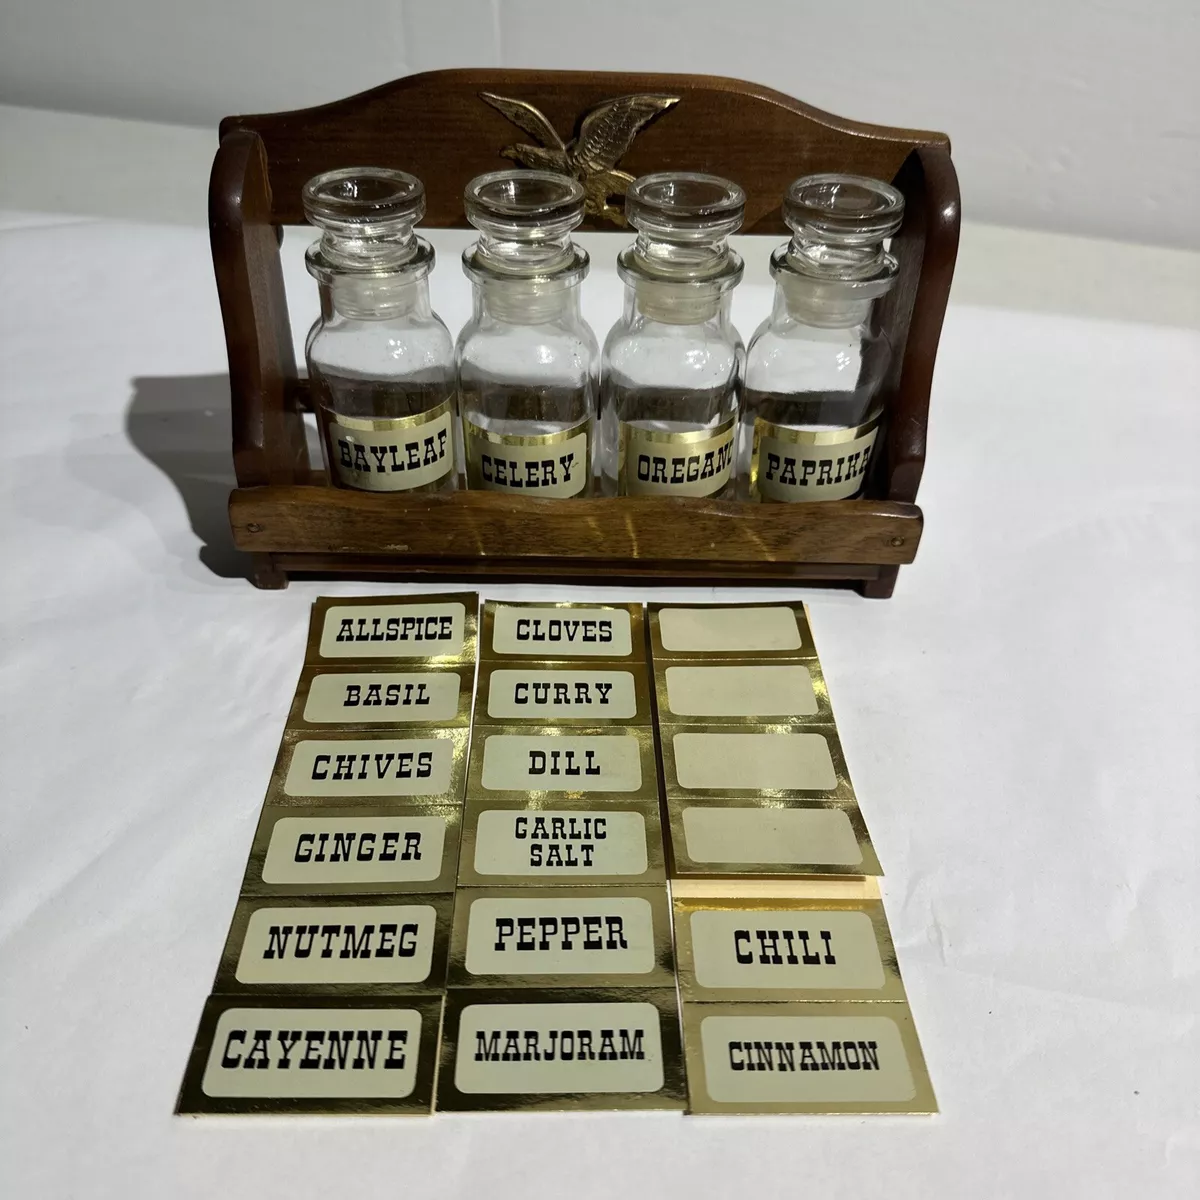 BAYLEAF
CELERY
OREGANO
PAPRIKA
ALLSPICE
CLOVES
BASIL
CURRY
CHIVES
DILL
GINGER
GARLIC
SALT
NUTMEG
PEPPER
CHILI
CAYENNE
MARJORAM
CINNAMON